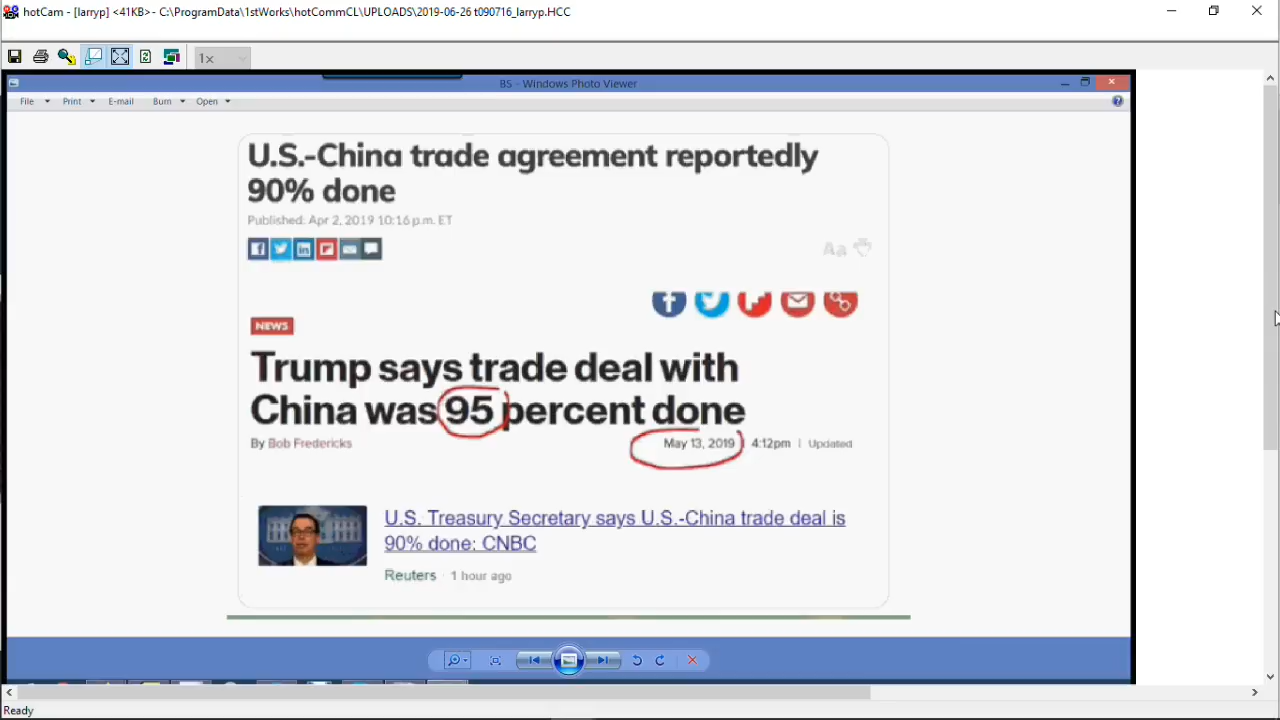 hotCam - [larryp] <41KB>- C:\ProgramData\1stWorks\hotCommCL\UPLOADS\2019-06-26 t090716_larryp.HCC
1x
BS - Windows Photo Viewer
File Print E-mail Burn Open
U.S.-China trade agreement reportedly
90% done
Published: Apr 2, 2019 10:16 p.m. ET
Aa
NEWS
Trump says trade deal with
China was 95 percent done
By Bob Fredericks May 13, 2019 | 4:12pm | Updated
U.S. Treasury Secretary says U.S.-China trade deal is
90% done: CNBC
Reuters · 1 hour ago
Ready